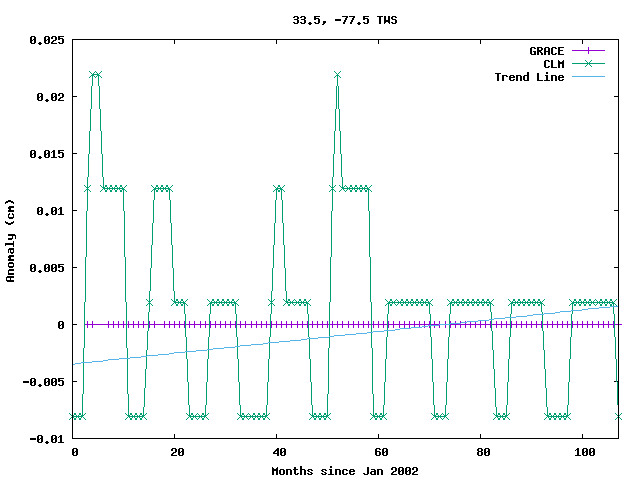 33.5, -77.5 TWS
GRACE
CLM
Trend Line
0.025
0.02
0.015
0.01
0.005
0
-0.005
-0.01
Anomaly (cm)
0 20 40 60 80 100
Months since Jan 2002